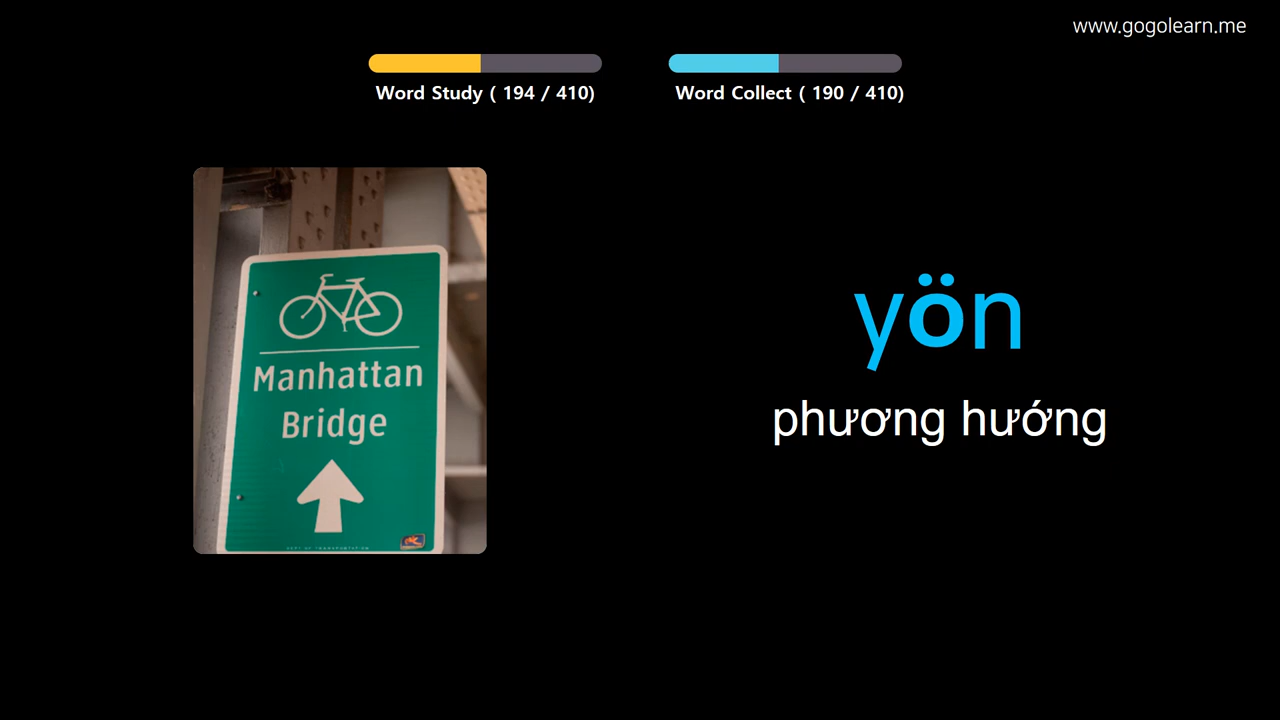 www.gogolearn.me
Word Study ( 194 / 410)
Word Collect ( 190 / 410)
Manhattan
Bridge
yön
phương hướng